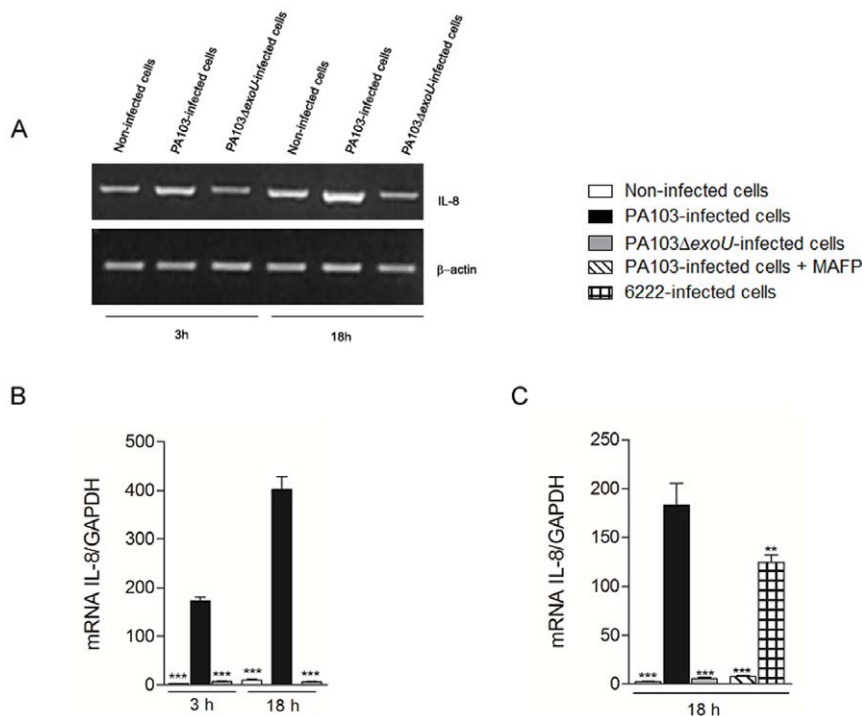 A
Non-infected cells
PA103-infected cells
PA103ΔexoU-infected cells
Non-infected cells
PA103-infected cells
PA103ΔexoU-infected cells
IL-8
β-actin
3h
18h
Non-infected cells
PA103-infected cells
PA103ΔexoU-infected cells
PA103-infected cells + MAFP
6222-infected cells
B
mRNA IL-8/GAPDH
500
400
300
200
100
0
***
***
***
***
3 h
18 h
C
mRNA IL-8/GAPDH
250
200
150
100
50
0
***
***
***
**
18 h